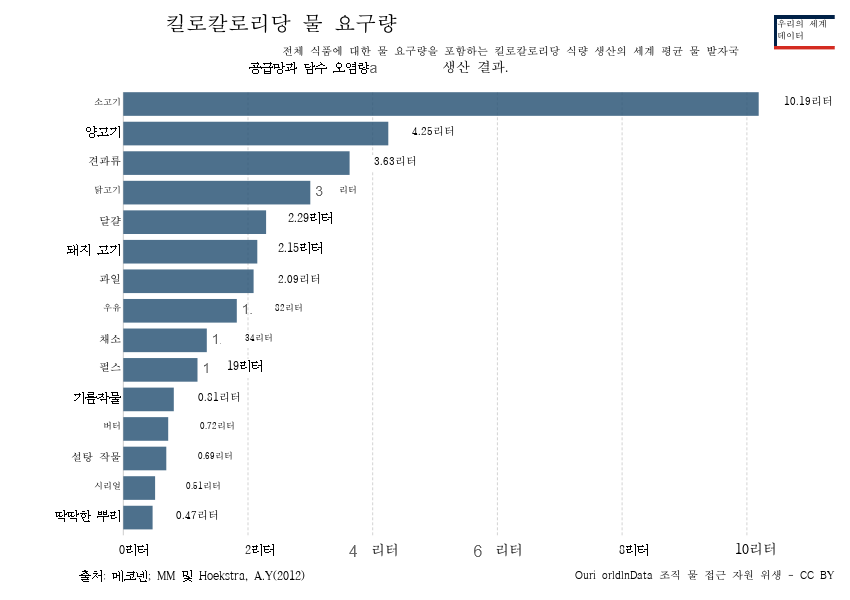 킬로칼로리당 물 요구량
우리의 세계
데이터
전체 식품에 대한 물 요구량을 포함하는 킬로칼로리당 식량 생산의 세계 평균 물 발자국
공급망과 담수 오염량a 생산 결과.
소고기 10.19리터
양고기 4.25리터
견과류 3.63리터
닭고기 3 리터
달걀 2.29리터
돼지 고기 2.15리터
과일 2.09리터
우유 1. 82리터
채소 1. 34리터
펄스 1 19리터
기름작물 0.81리터
버터 0.72리터
설탕 작물 0.69리터
시리얼 0.51리터
딱딱한 뿌리 0.47리터
0리터 2리터 4 리터 6 리터 8리터 10리터
출처: 메코넨; MM 및 Hoekstra, A.Y(2012) Ouri orldInData 조직 물 접근 자원 위생 – CC BY